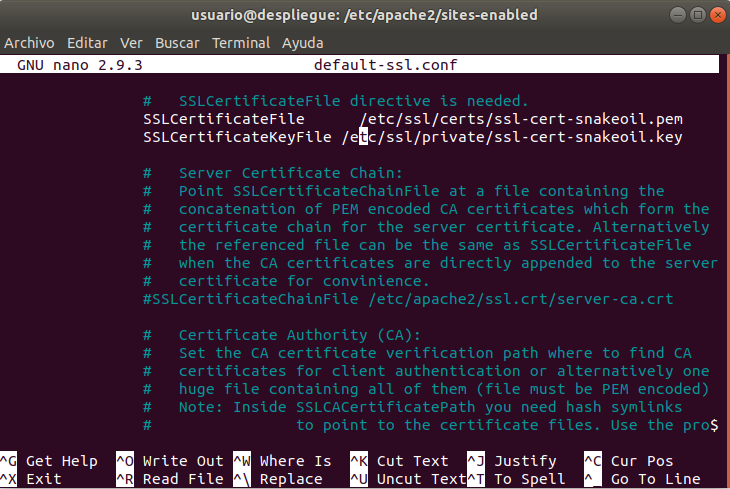 usuario@despliegue: /etc/apache2/sites-enabled
Archivo Editar Ver Buscar Terminal Ayuda
GNU nano 2.9.3 default-ssl.conf
# SSLCertificateFile directive is needed.
SSLCertificateFile /etc/ssl/certs/ssl-cert-snakeoil.pem
SSLCertificateKeyFile /etc/ssl/private/ssl-cert-snakeoil.key
# Server Certificate Chain:
# Point SSLCertificateChainFile at a file containing the
# concatenation of PEM encoded CA certificates which form the
# certificate chain for the server certificate. Alternatively
# the referenced file can be the same as SSLCertificateFile
# when the CA certificates are directly appended to the server
# certificate for convinience.
#SSLCertificateChainFile /etc/apache2/ssl.crt/server-ca.crt
# Certificate Authority (CA):
# Set the CA certificate verification path where to find CA
# certificates for client authentication or alternatively one
# huge file containing all of them (file must be PEM encoded)
# Note: Inside SSLCACertificatePath you need hash symlinks
# to point to the certificate files. Use the pro$
^G Get Help ^O Write Out ^W Where Is ^K Cut Text ^J Justify ^C Cur Pos
^X Exit ^R Read File ^\ Replace ^U Uncut Text ^T To Spell ^_ Go To Line